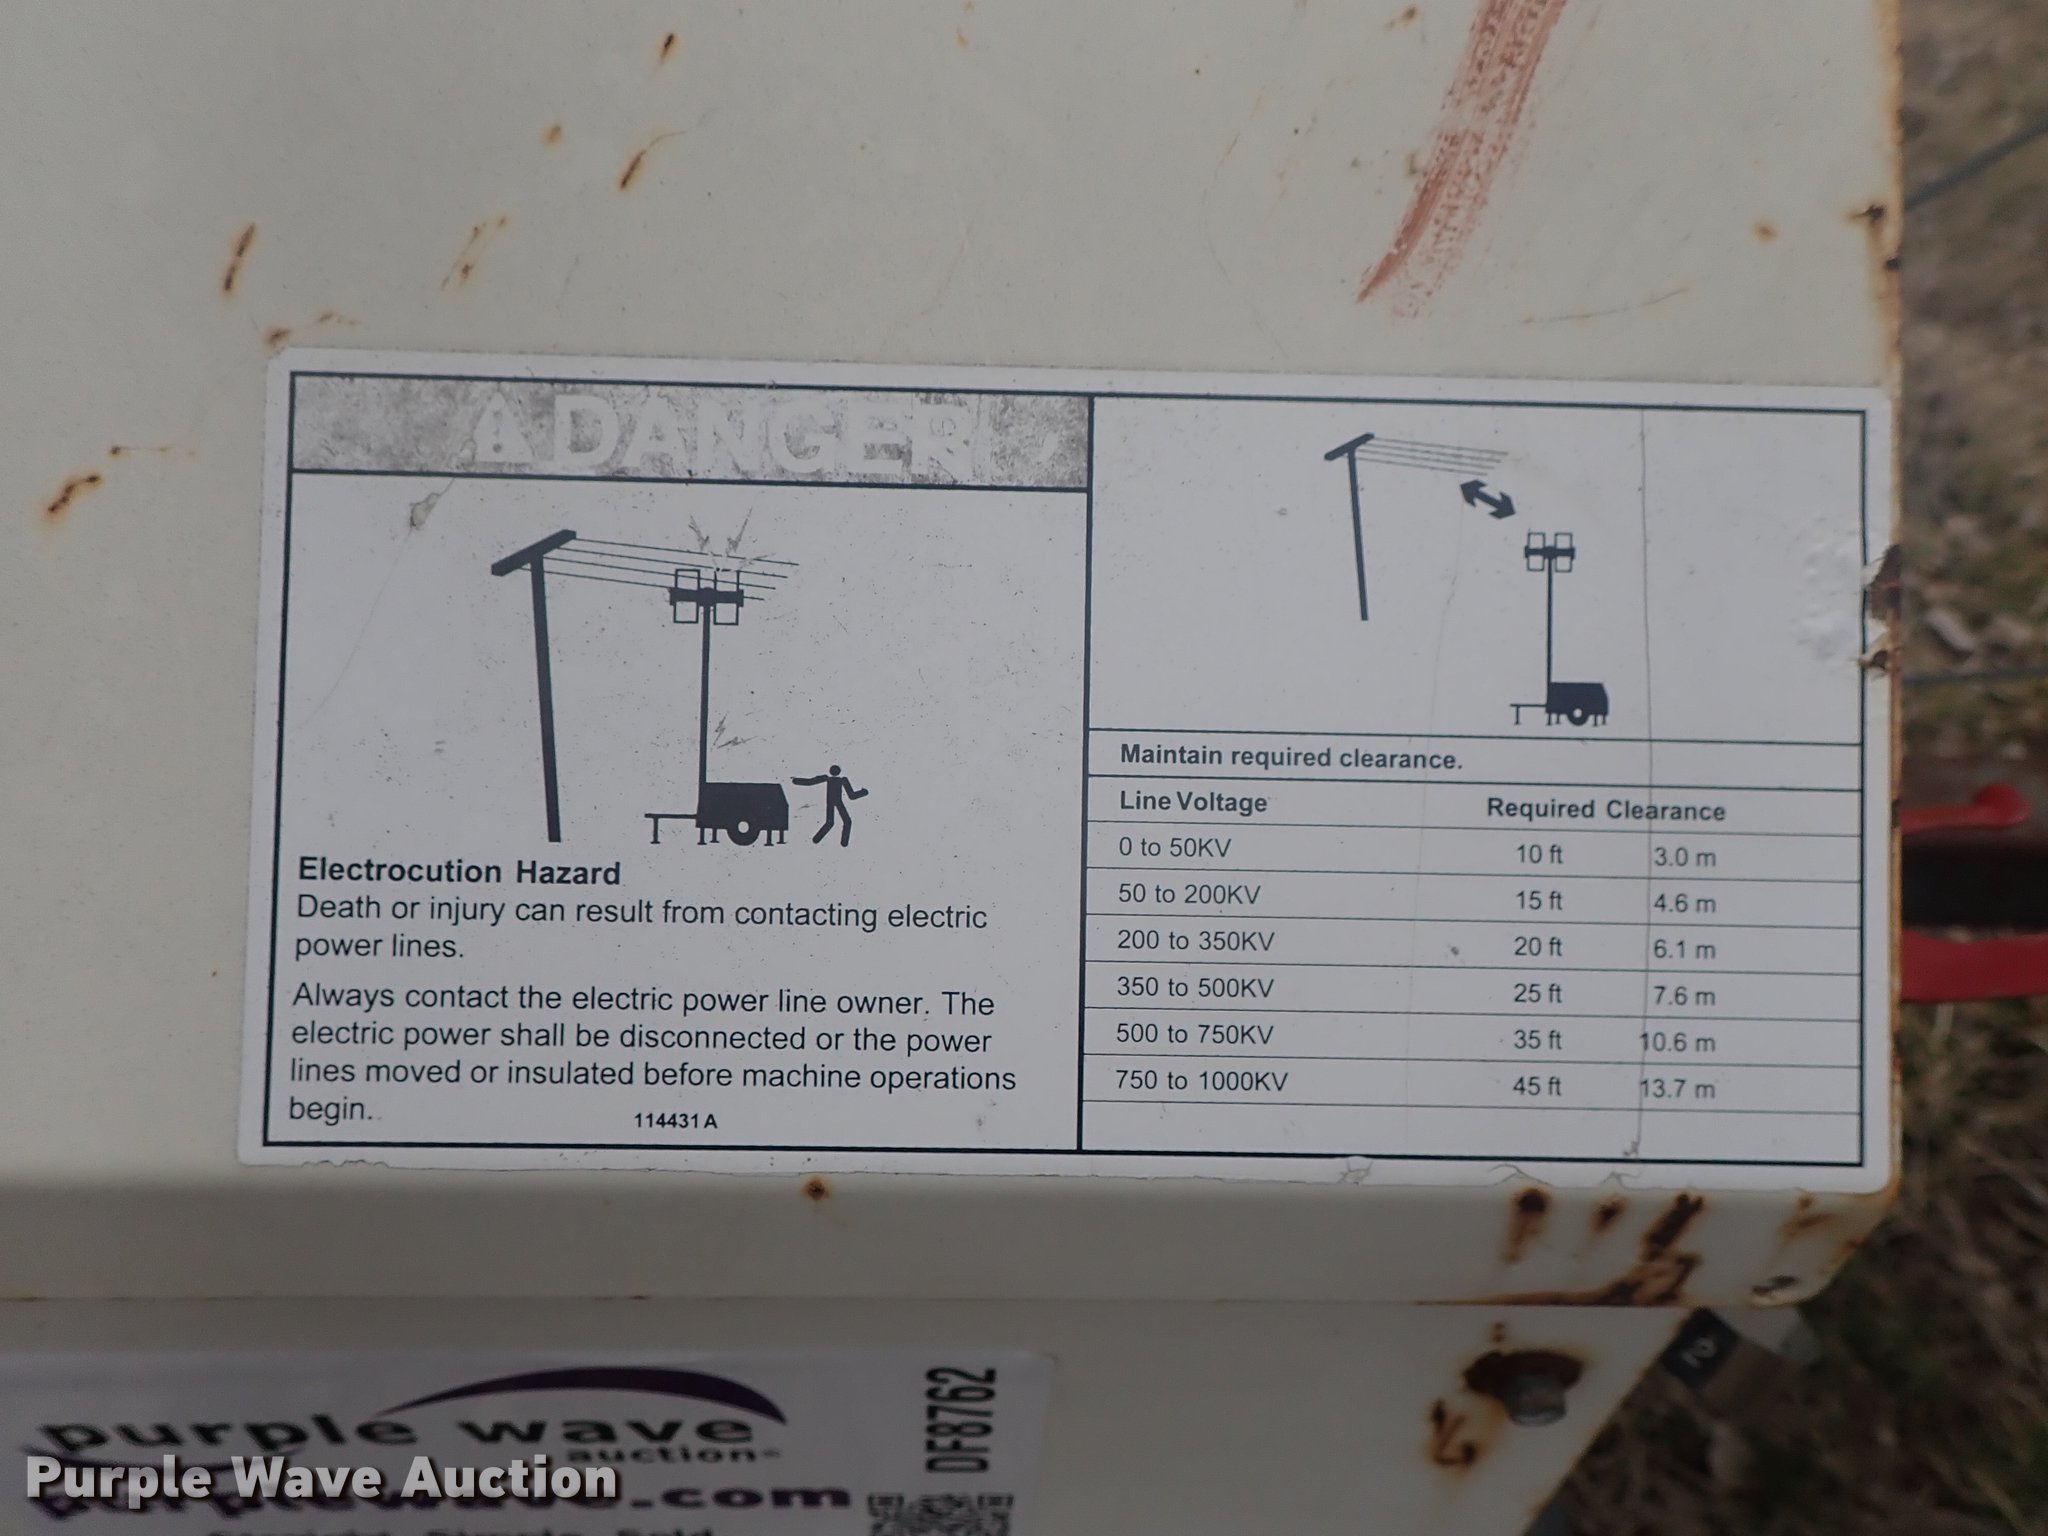 DANGER
Electrocution Hazard
Death or injury can result from contacting electric
power lines.
Always contact the electric power line owner. The
electric power shall be disconnected or the power
lines moved or insulated before machine operations
begin.
114431 A
Maintain required clearance.
Line Voltage Required Clearance
0 to 50KV 10 ft 3.0 m
50 to 200KV 15 ft 4.6 m
200 to 350KV 20 ft 6.1 m
350 to 500KV 25 ft 7.6 m
500 to 750KV 35 ft 10.6 m
750 to 1000KV 45 ft 13.7 m
2
purple wave
auction
DF8762
Purple Wave Auction
purplewave.com